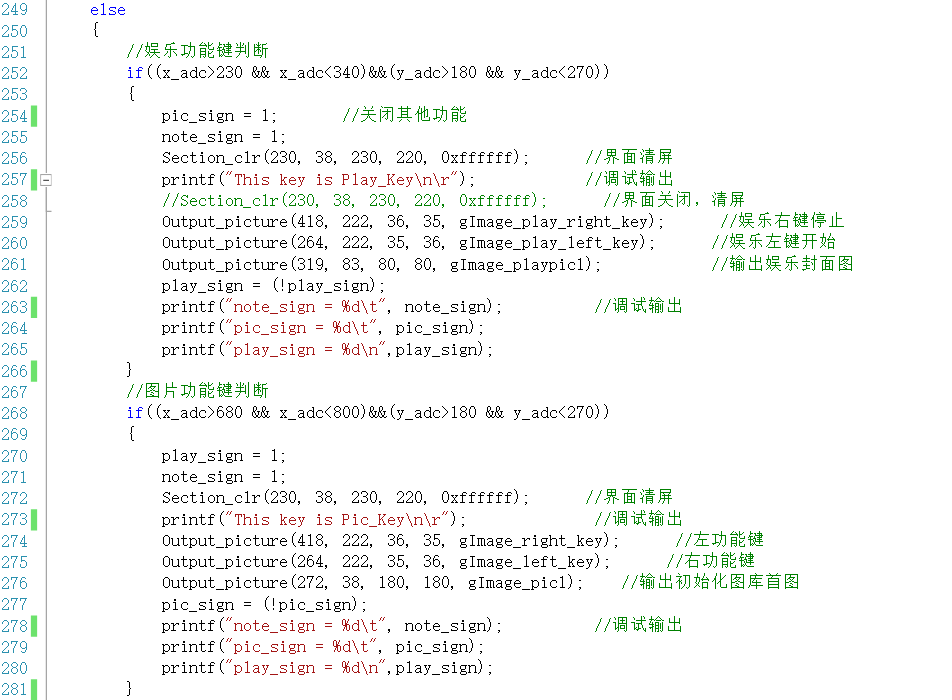 249 else
250 {
251 //娱乐功能键判断
252 if((x_adc>230 && x_adc<340)&&(y_adc>180 && y_adc<270))
253 {
254 pic_sign = 1; //关闭其他功能
255 note_sign = 1;
256 Section_clr(230, 38, 230, 220, 0xffffff); //界面清屏
257 printf("This key is Play_Key\n\r"); //调试输出
258 //Section_clr(230, 38, 230, 220, 0xffffff); //界面关闭，清屏
259 Output_picture(418, 222, 36, 35, gImage_play_right_key); //娱乐右键停止
260 Output_picture(264, 222, 35, 36, gImage_play_left_key); //娱乐左键开始
261 Output_picture(319, 83, 80, 80, gImage_playpic1); //输出娱乐封面图
262 play_sign = (!play_sign);
263 printf("note_sign = %d\t", note_sign); //调试输出
264 printf("pic_sign = %d\t", pic_sign);
265 printf("play_sign = %d\n",play_sign);
266 }
267 //图片功能键判断
268 if((x_adc>680 && x_adc<800)&&(y_adc>180 && y_adc<270))
269 {
270 play_sign = 1;
271 note_sign = 1;
272 Section_clr(230, 38, 230, 220, 0xffffff); //界面清屏
273 printf("This key is Pic_Key\n\r"); //调试输出
274 Output_picture(418, 222, 36, 35, gImage_right_key); //左功能键
275 Output_picture(264, 222, 35, 36, gImage_left_key); //右功能键
276 Output_picture(272, 38, 180, 180, gImage_pic1); //输出初始化图库首图
277 pic_sign = (!pic_sign);
278 printf("note_sign = %d\t", note_sign); //调试输出
279 printf("pic_sign = %d\t", pic_sign);
280 printf("play_sign = %d\n",play_sign);
281 }